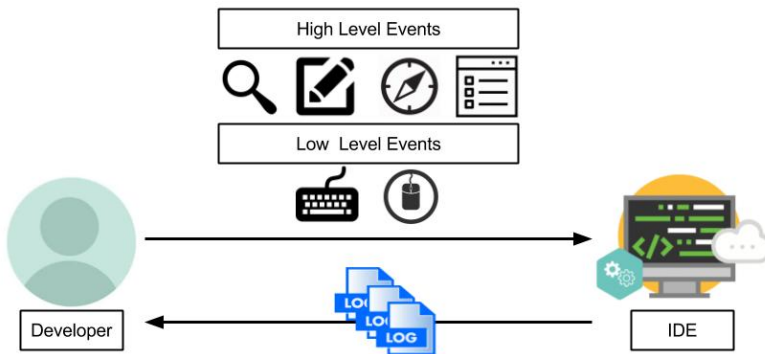 High Level Events
Low Level Events
</>
...
LOG
LOG
LOG
Developer
IDE